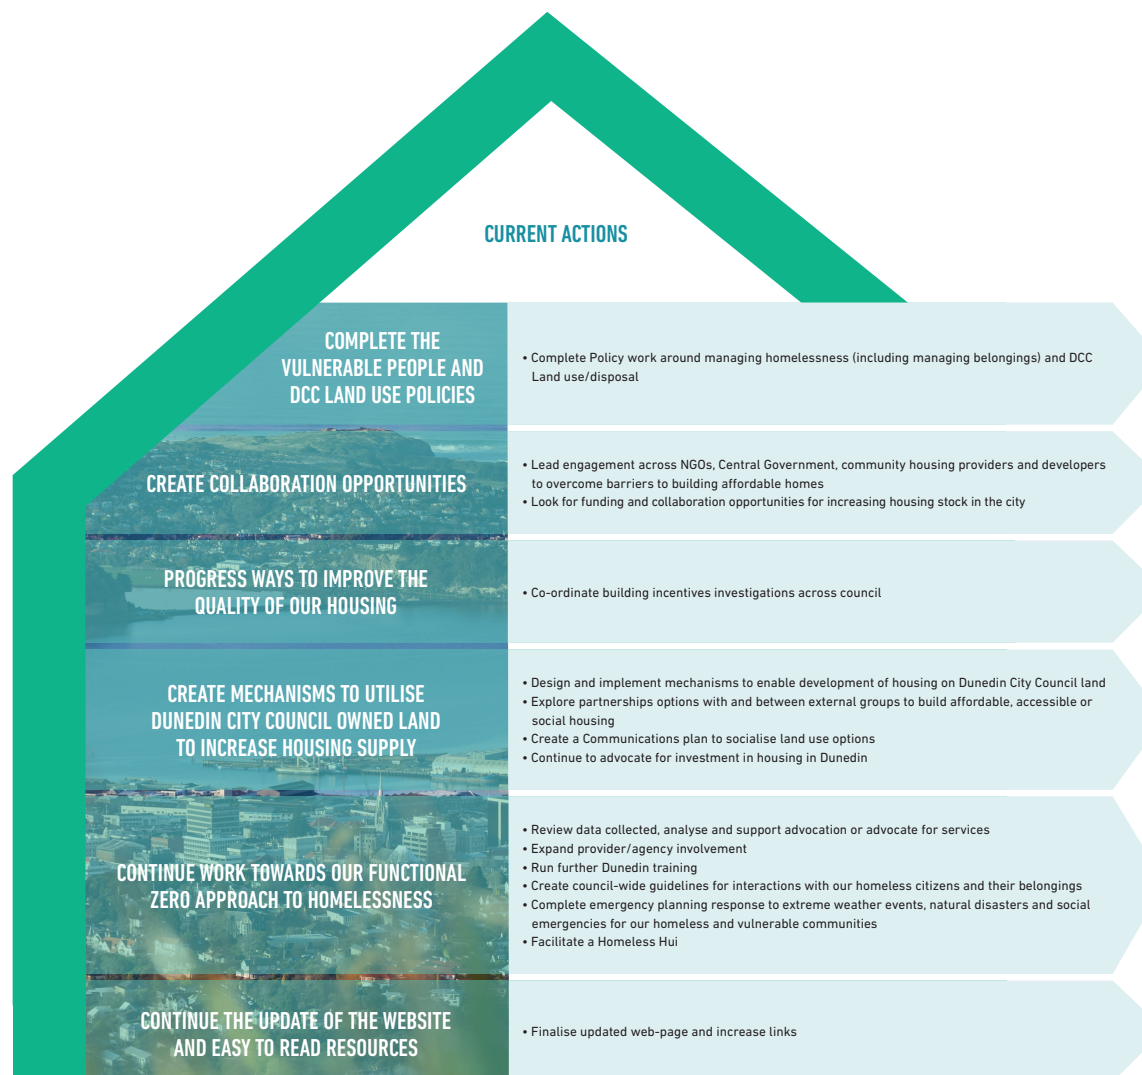 CURRENT ACTIONS
COMPLETE THE
VULNERABLE PEOPLE AND
DCC LAND USE POLICIES
• Complete Policy work around managing homelessness (including managing belongings) and DCC
Land use/disposal
CREATE COLLABORATION OPPORTUNITIES
• Lead engagement across NGOs, Central Government, community housing providers and developers
to overcome barriers to building affordable homes
• Look for funding and collaboration opportunities for increasing housing stock in the city
PROGRESS WAYS TO IMPROVE THE
QUALITY OF OUR HOUSING
• Co-ordinate building incentives investigations across council
CREATE MECHANISMS TO UTILISE
DUNEDIN CITY COUNCIL OWNED LAND
TO INCREASE HOUSING SUPPLY
• Design and implement mechanisms to enable development of housing on Dunedin City Council land
• Explore partnerships options with and between external groups to build affordable, accessible or
social housing
• Create a Communications plan to socialise land use options
• Continue to advocate for investment in housing in Dunedin
CONTINUE WORK TOWARDS OUR FUNCTIONAL
ZERO APPROACH TO HOMELESSNESS
• Review data collected, analyse and support advocation or advocate for services
• Expand provider/agency involvement
• Run further Dunedin training
• Create council-wide guidelines for interactions with our homeless citizens and their belongings
• Complete emergency planning response to extreme weather events, natural disasters and social
emergencies for our homeless and vulnerable communities
• Facilitate a Homeless Hui
CONTINUE THE UPDATE OF THE WEBSITE
AND EASY TO READ RESOURCES
• Finalise updated web-page and increase links